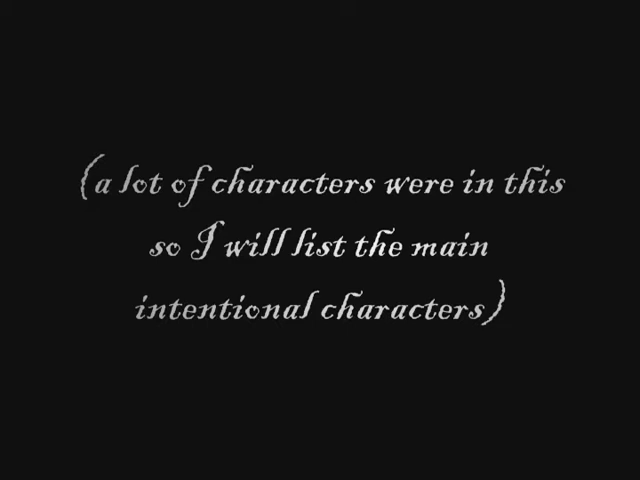 (a lot of characters were in this
so I will list the main
intentional characters)